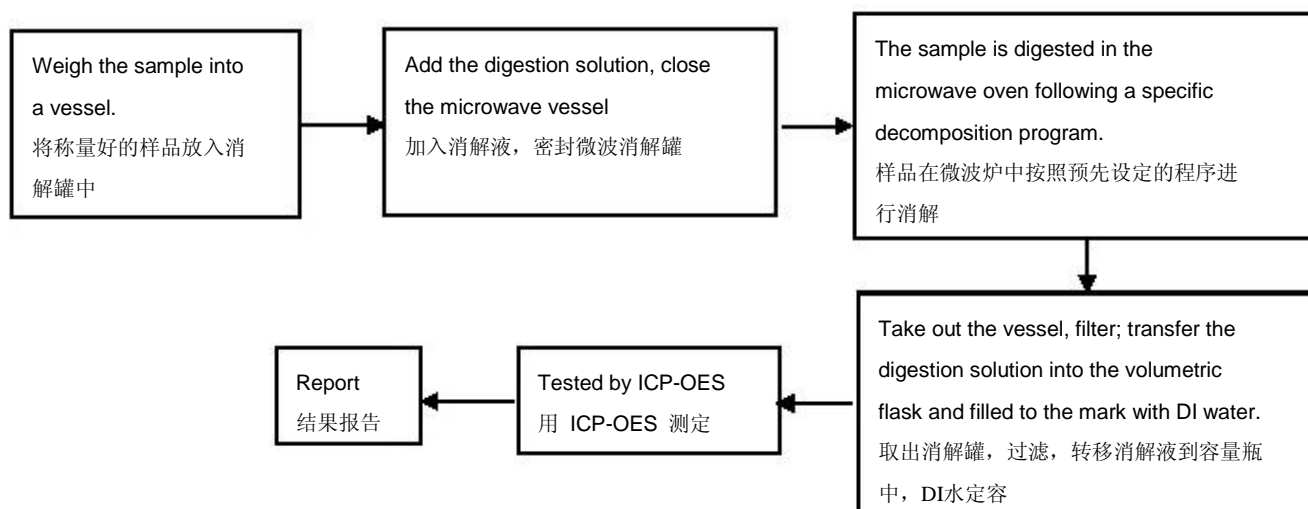 Weigh the sample into
a vessel.
将称量好的样品放入消
解罐中
Add the digestion solution, close
the microwave vessel
加入消解液，密封微波消解罐
The sample is digested in the
microwave oven following a specific
decomposition program.
样品在微波炉中按照预先设定的程序进
行消解
Take out the vessel, filter; transfer the
digestion solution into the volumetric
flask and filled to the mark with DI water.
取出消解罐，过滤，转移消解液到容量瓶
中，DI水定容
Tested by ICP-OES
用 ICP-OES 测定
Report
结果报告